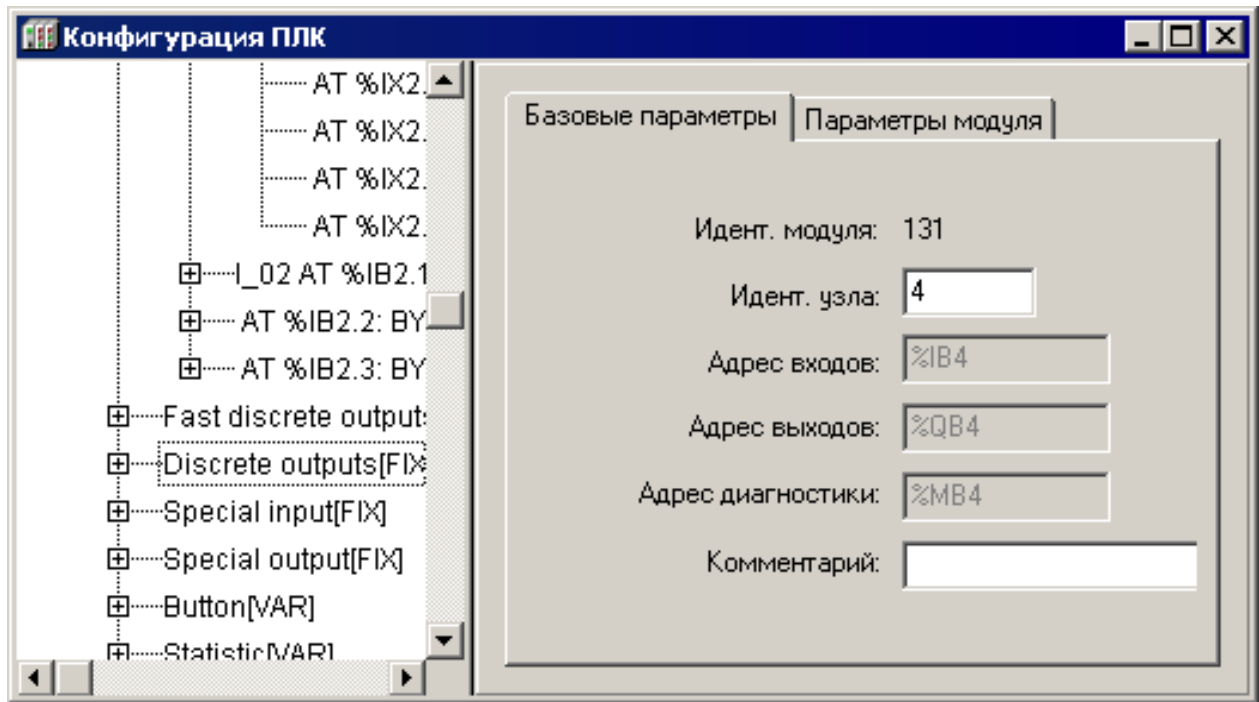 Конфигурация ПЛК
AT %IX2.
AT %IX2.
AT %IX2.
AT %IX2.
I_02 AT %IB2.1
AT %IB2.2: BY
AT %IB2.3: BY
Fast discrete outputs
Discrete outputs[FIX
Special input[FIX]
Special output[FIX]
Button[VAR]
Statistic[VAR]
Базовые параметры
Параметры модуля
Идент. модуля: 131
Идент. узла: 4
Адрес входов: %IB4
Адрес выходов: %QB4
Адрес диагностики: %MB4
Комментарий: